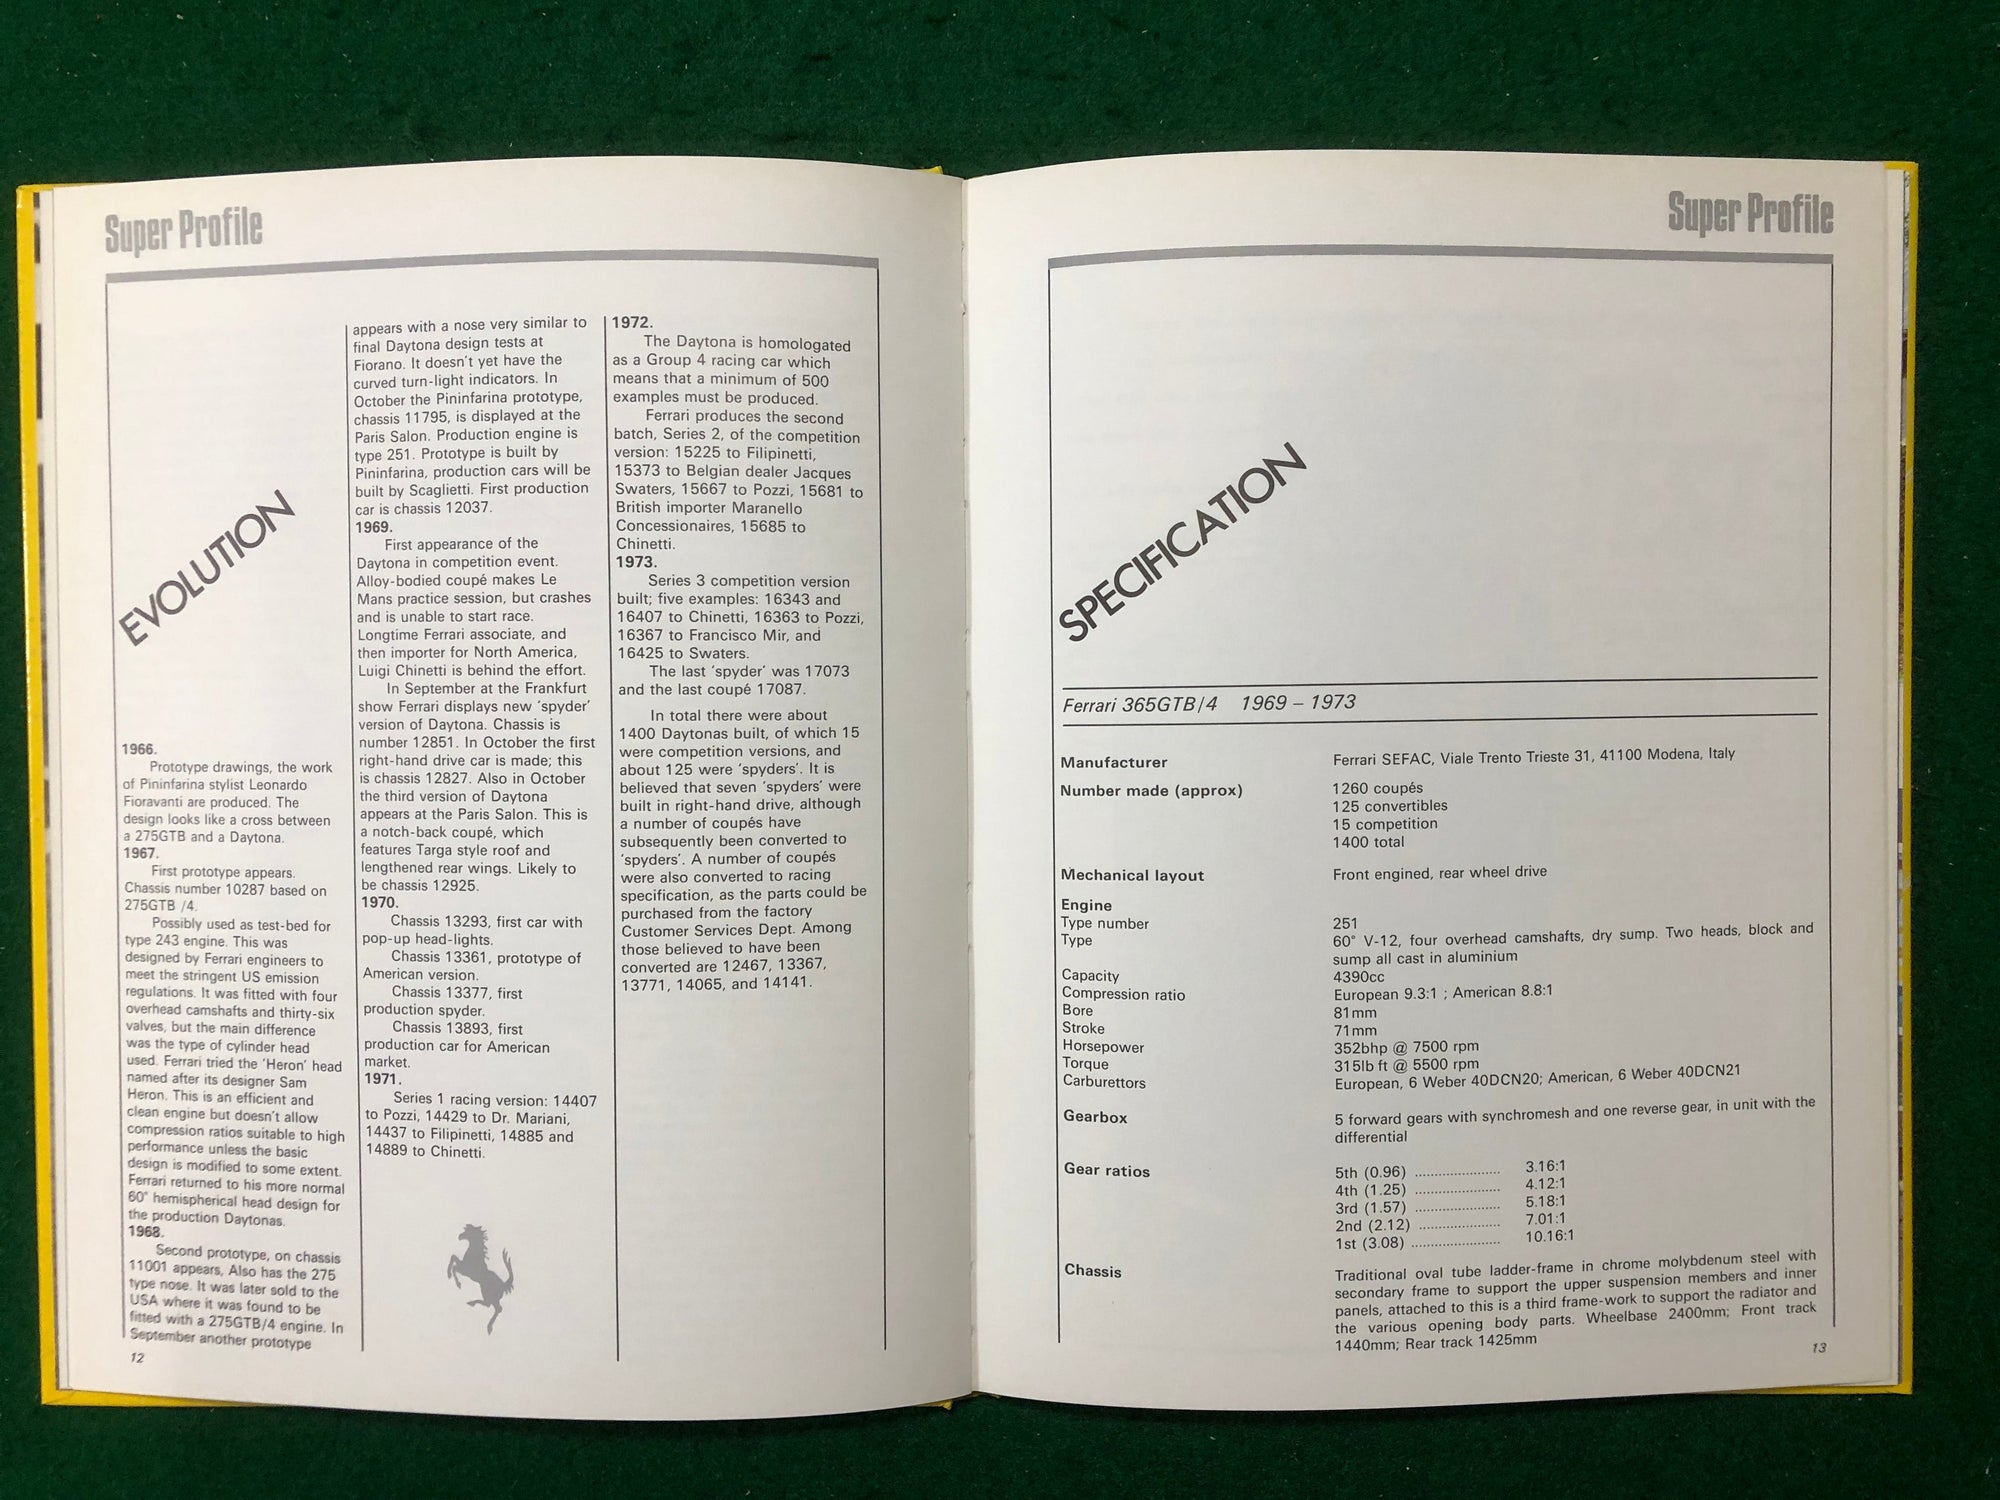 Super Profile
EVOLUTION
1966.
Prototype drawings, the work
of Pininfarina stylist Leonardo
Fioravanti are produced. The
design looks like a cross between
a 275GTB and a Daytona.
1967.
First prototype appears.
Chassis number 10287 based on
275GTB /4.
Possibly used as test-bed for
type 243 engine. This was
designed by Ferrari engineers to
meet the stringent US emission
regulations. It was fitted with four
overhead camshafts and thirty-six
valves, but the main difference
was the type of cylinder head
used. Ferrari tried the 'Heron' head
named after its designer Sam
Heron. This is an efficient and
clean engine but doesn't allow
compression ratios suitable to high
performance unless the basic
design is modified to some extent.
Ferrari returned to his more normal
60° hemispherical head design for
the production Daytonas.
1968.
Second prototype, on chassis
11001 appears, Also has the 275
type nose. It was later sold to the
USA where it was found to be
fitted with a 275GTB/4 engine. In
September another prototype
12
appears with a nose very similar to
final Daytona design tests at
Fiorano. It doesn't yet have the
curved turn-light indicators. In
October the Pininfarina prototype,
chassis 11795, is displayed at the
Paris Salon. Production engine is
type 251. Prototype is built by
Pininfarina, production cars will be
built by Scaglietti. First production
car is chassis 12037.
1969.
First appearance of the
Daytona in competition event.
Alloy-bodied coupé makes Le
Mans practice session, but crashes
and is unable to start race.
Longtime Ferrari associate, and
then importer for North America,
Luigi Chinetti is behind the effort.
In September at the Frankfurt
show Ferrari displays new 'spyder'
version of Daytona. Chassis is
number 12851. In October the first
right-hand drive car is made; this
is chassis 12827. Also in October
the third version of Daytona
appears at the Paris Salon. This is
a notch-back coupé, which
features Targa style roof and
lengthened rear wings. Likely to
be chassis 12925.
1970.
Chassis 13293, first car with
pop-up head-lights.
Chassis 13361, prototype of
American version.
Chassis 13377, first
production spyder.
Chassis 13893, first
production car for American
market.
1971.
Series 1 racing version: 14407
to Pozzi, 14429 to Dr. Mariani,
14437 to Filipinetti, 14885 and
14889 to Chinetti.
1972.
The Daytona is homologated
as a Group 4 racing car which
means that a minimum of 500
examples must be produced.
Ferrari produces the second
batch, Series 2, of the competition
version: 15225 to Filipinetti,
15373 to Belgian dealer Jacques
Swaters, 15667 to Pozzi, 15681 to
British importer Maranello
Concessionaires, 15685 to
Chinetti.
1973.
Series 3 competition version
built; five examples: 16343 and
16407 to Chinetti, 16363 to Pozzi,
16367 to Francisco Mir, and
16425 to Swaters.
The last 'spyder' was 17073
and the last coupé 17087.
In total there were about
1400 Daytonas built, of which 15
were competition versions, and
about 125 were 'spyders'. It is
believed that seven 'spyders' were
built in right-hand drive, although
a number of coupés have
subsequently been converted to
'spyders'. A number of coupés
were also converted to racing
specification, as the parts could be
purchased from the factory
Customer Services Dept. Among
those believed to have been
converted are 12467, 13367,
13771, 14065, and 14141.
Super Profile
SPECIFICATION
Ferrari 365GTB/4 1969 – 1973
Manufacturer Ferrari SEFAC, Viale Trento Trieste 31, 41100 Modena, Italy
Number made (approx) 1260 coupés
125 convertibles
15 competition
1400 total
Mechanical layout Front engined, rear wheel drive
Engine
Type number 251
Type 60° V-12, four overhead camshafts, dry sump. Two heads, block and
sump all cast in aluminium
Capacity 4390cc
Compression ratio European 9.3:1 ; American 8.8:1
Bore 81mm
Stroke 71mm
Horsepower 352bhp @ 7500 rpm
Torque 315lb ft @ 5500 rpm
Carburettors European, 6 Weber 40DCN20; American, 6 Weber 40DCN21
Gearbox 5 forward gears with synchromesh and one reverse gear, in unit with the
differential
Gear ratios 5th (0.96) ...................... 3.16:1
4th (1.25) ...................... 4.12:1
3rd (1.57) ...................... 5.18:1
2nd (2.12) ..................... 7.01:1
1st (3.08) ....................... 10.16:1
Chassis Traditional oval tube ladder-frame in chrome molybdenum steel with
secondary frame to support the upper suspension members and inner
panels, attached to this is a third frame-work to support the radiator and
the various opening body parts. Wheelbase 2400mm; Front track
1440mm; Rear track 1425mm
13